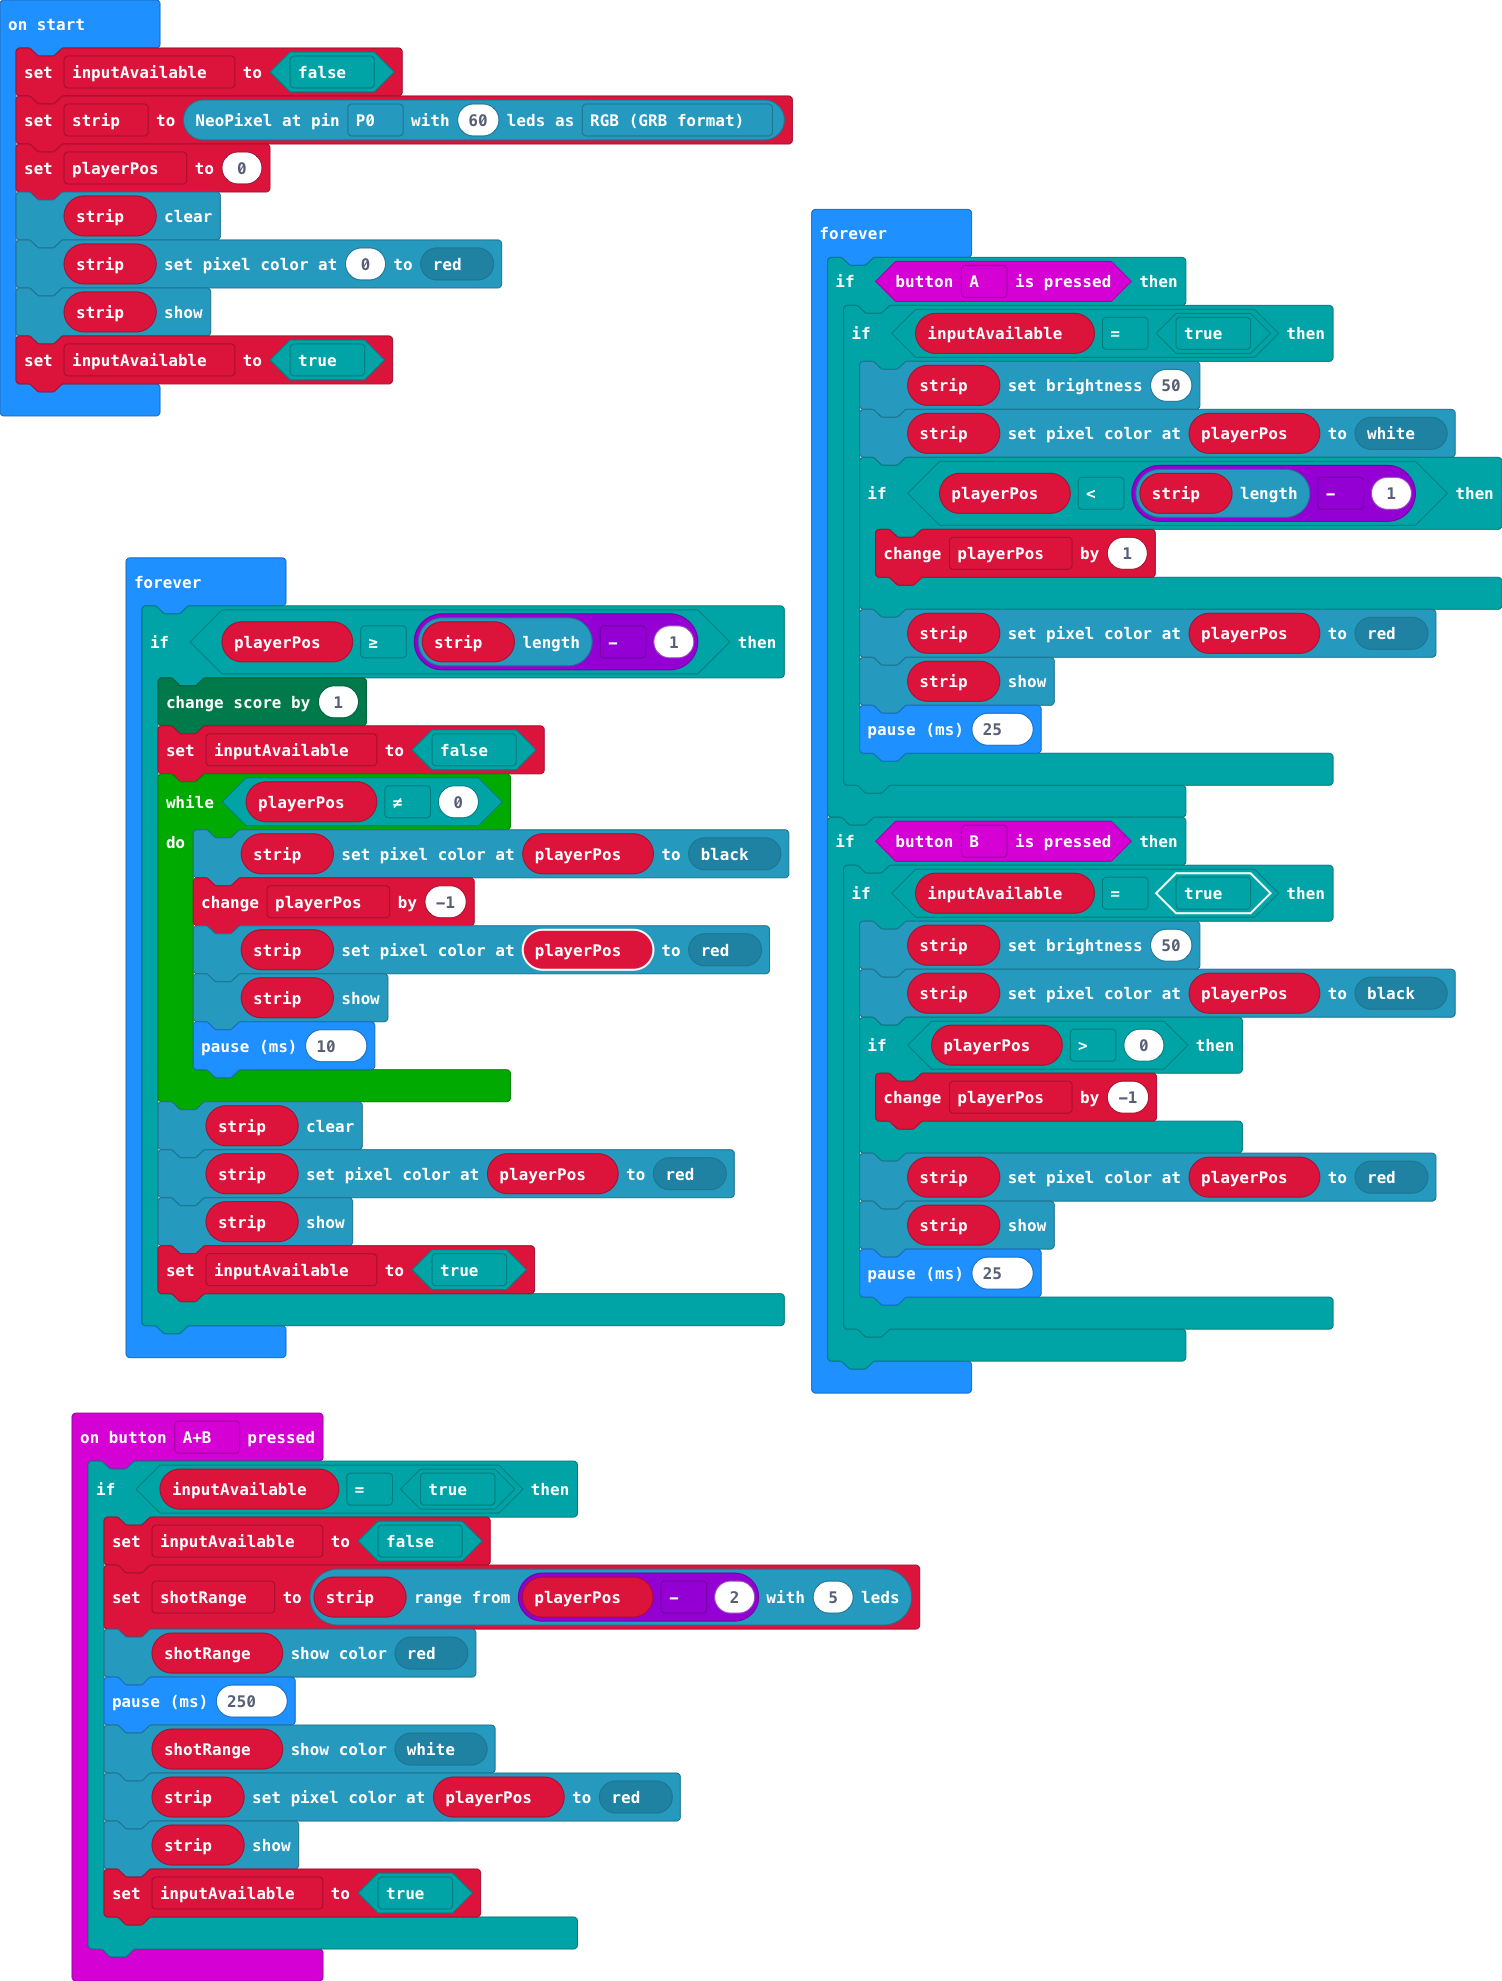 on start
set inputAvailable to false
set strip to NeoPixel at pin P0 with 60 leds as RGB (GRB format)
set playerPos to 0
strip clear
strip set pixel color at 0 to red
strip show
set inputAvailable to true
forever
if button A is pressed then
if inputAvailable = true then
strip set brightness 50
strip set pixel color at playerPos to white
if playerPos < strip length - 1 then
change playerPos by 1
strip set pixel color at playerPos to red
strip show
pause (ms) 25
if button B is pressed then
if inputAvailable = true then
strip set brightness 50
strip set pixel color at playerPos to black
if playerPos > 0 then
change playerPos by -1
strip set pixel color at playerPos to red
strip show
pause (ms) 25
forever
if playerPos ≥ strip length - 1 then
change score by 1
set inputAvailable to false
while playerPos ≠ 0
do strip set pixel color at playerPos to black
change playerPos by -1
strip set pixel color at playerPos to red
strip show
pause (ms) 10
strip clear
strip set pixel color at playerPos to red
strip show
set inputAvailable to true
on button A+B pressed
if inputAvailable = true then
set inputAvailable to false
set shotRange to strip range from playerPos - 2 with 5 leds
shotRange show color red
pause (ms) 250
shotRange show color white
strip set pixel color at playerPos to red
strip show
set inputAvailable to true